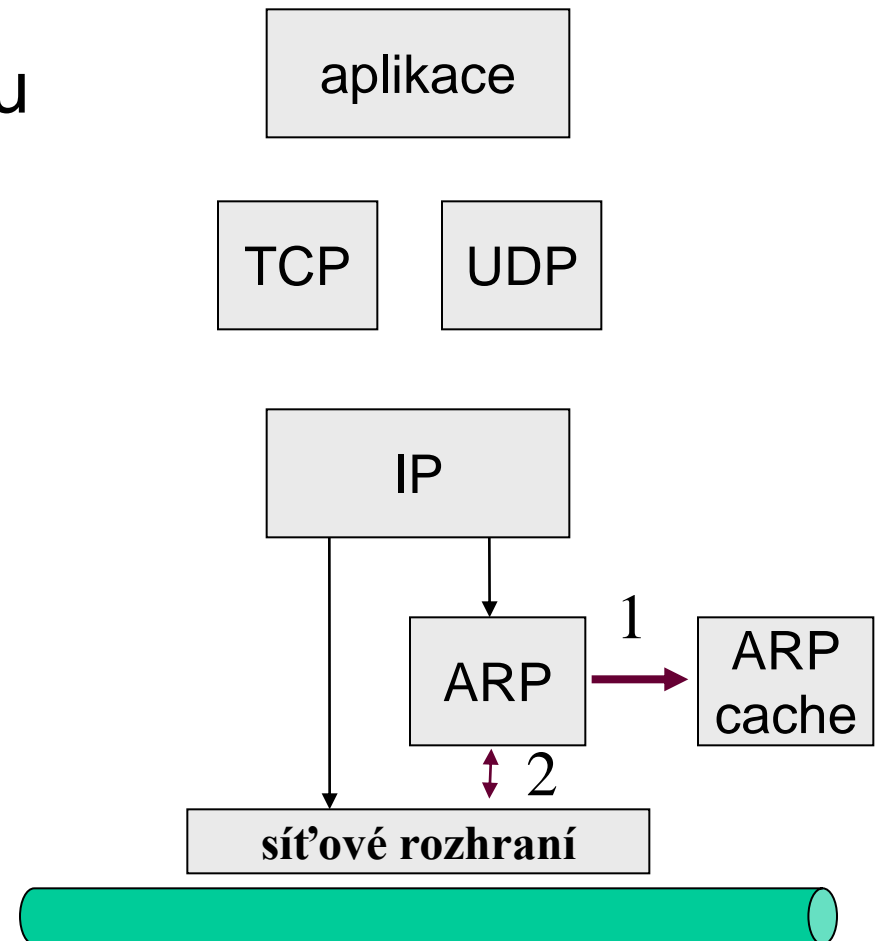 u
aplikace
TCP
UDP
IP
1
ARP
ARP
cache
2
síťové rozhraní